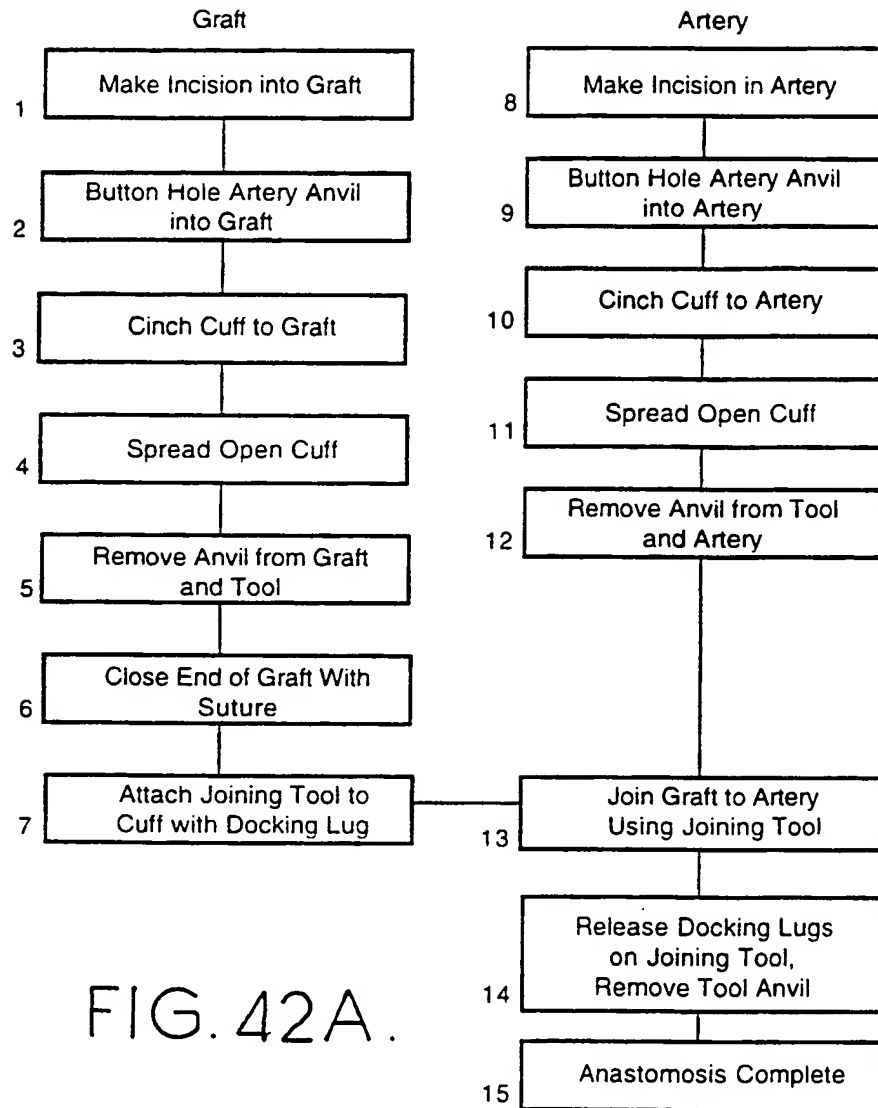 Graft
1
Make Incision into Graft
2
Button Hole Artery Anvil
into Graft
3
Cinch Cuff to Graft
4
Spread Open Cuff
5
Remove Anvil from Graft
and Tool
6
Close End of Graft With
Suture
7
Attach Joining Tool to
Cuff with Docking Lug
Artery
8
Make Incision in Artery
9
Button Hole Artery Anvil
into Artery
10
Cinch Cuff to Artery
11
Spread Open Cuff
12
Remove Anvil from Tool
and Artery
13
Join Graft to Artery
Using Joining Tool
14
Release Docking Lugs
on Joining Tool,
Remove Tool Anvil
15
Anastomosis Complete
FIG. 42A.